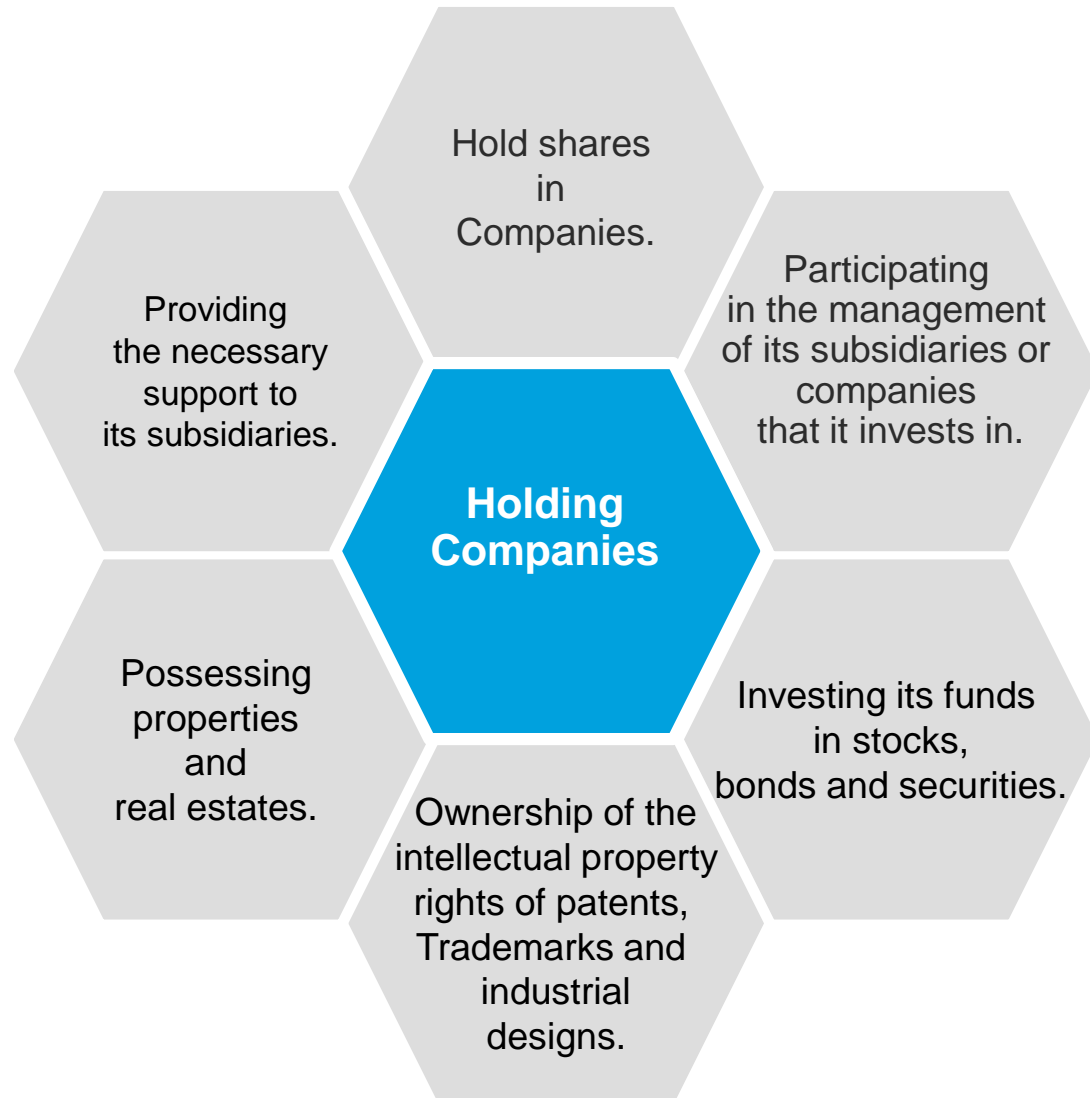 Hold shares
in
Companies.
Participating
in the management
of its subsidiaries or
companies
that it invests in.
Providing
the necessary
support to
its subsidiaries.
Holding
Companies
Possessing
properties
and
real estates.
Investing its funds
in stocks,
bonds and securities.
Ownership of the
intellectual property
rights of patents,
Trademarks and
industrial
designs.